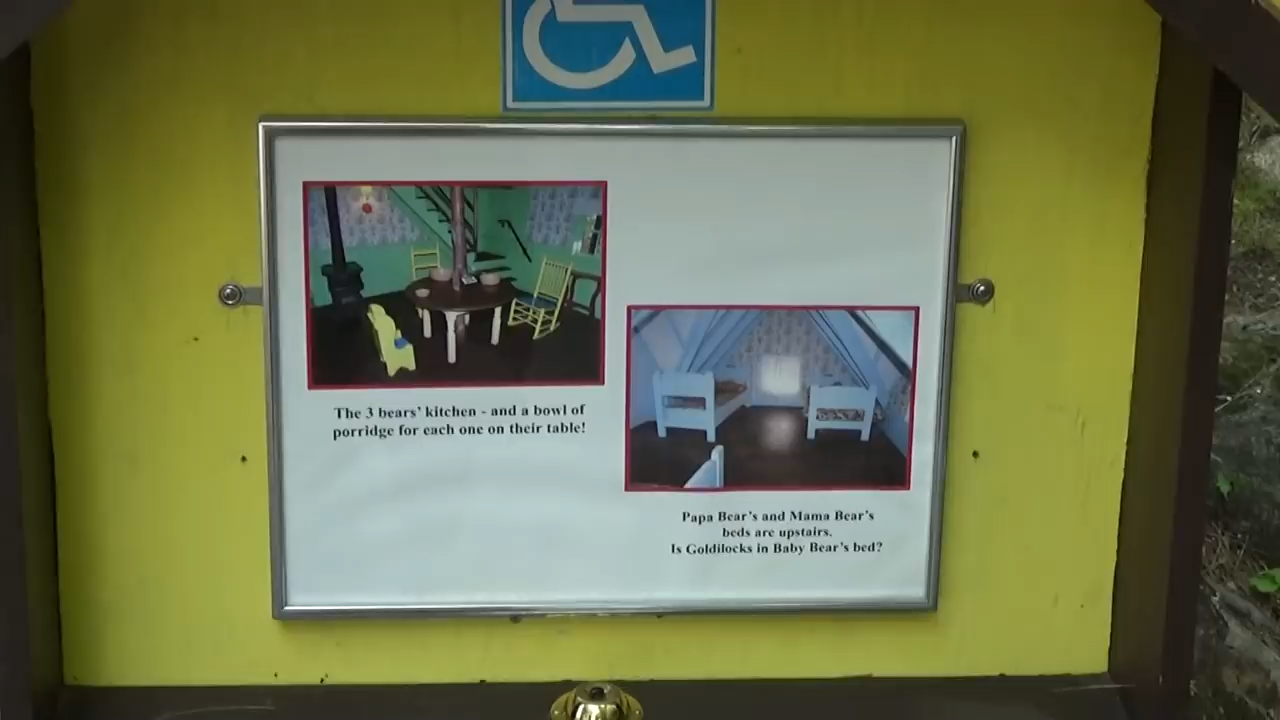 The 3 bears' kitchen - and a bowl of
porridge for each one on their table!
Papa Bear's and Mama Bear's
beds are upstairs.
Is Goldilocks in Baby Bear's bed?